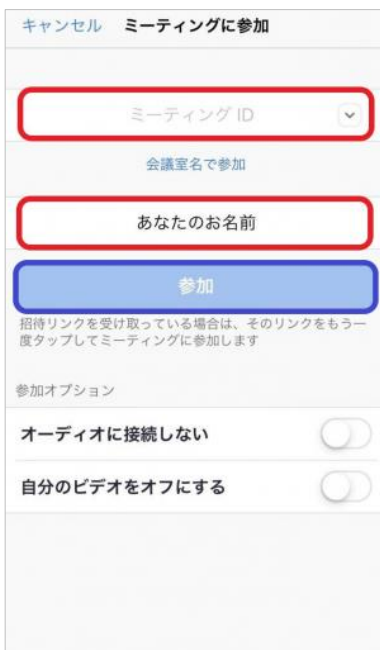 キャンセル ミーティングに参加
ミーティング ID
会議室名で参加
あなたのお名前
参加
招待リンクを受け取っている場合は、そのリンクをもう一
度タップしてミーティングに参加します
参加オプション
オーディオに接続しない
自分のビデオをオフにする